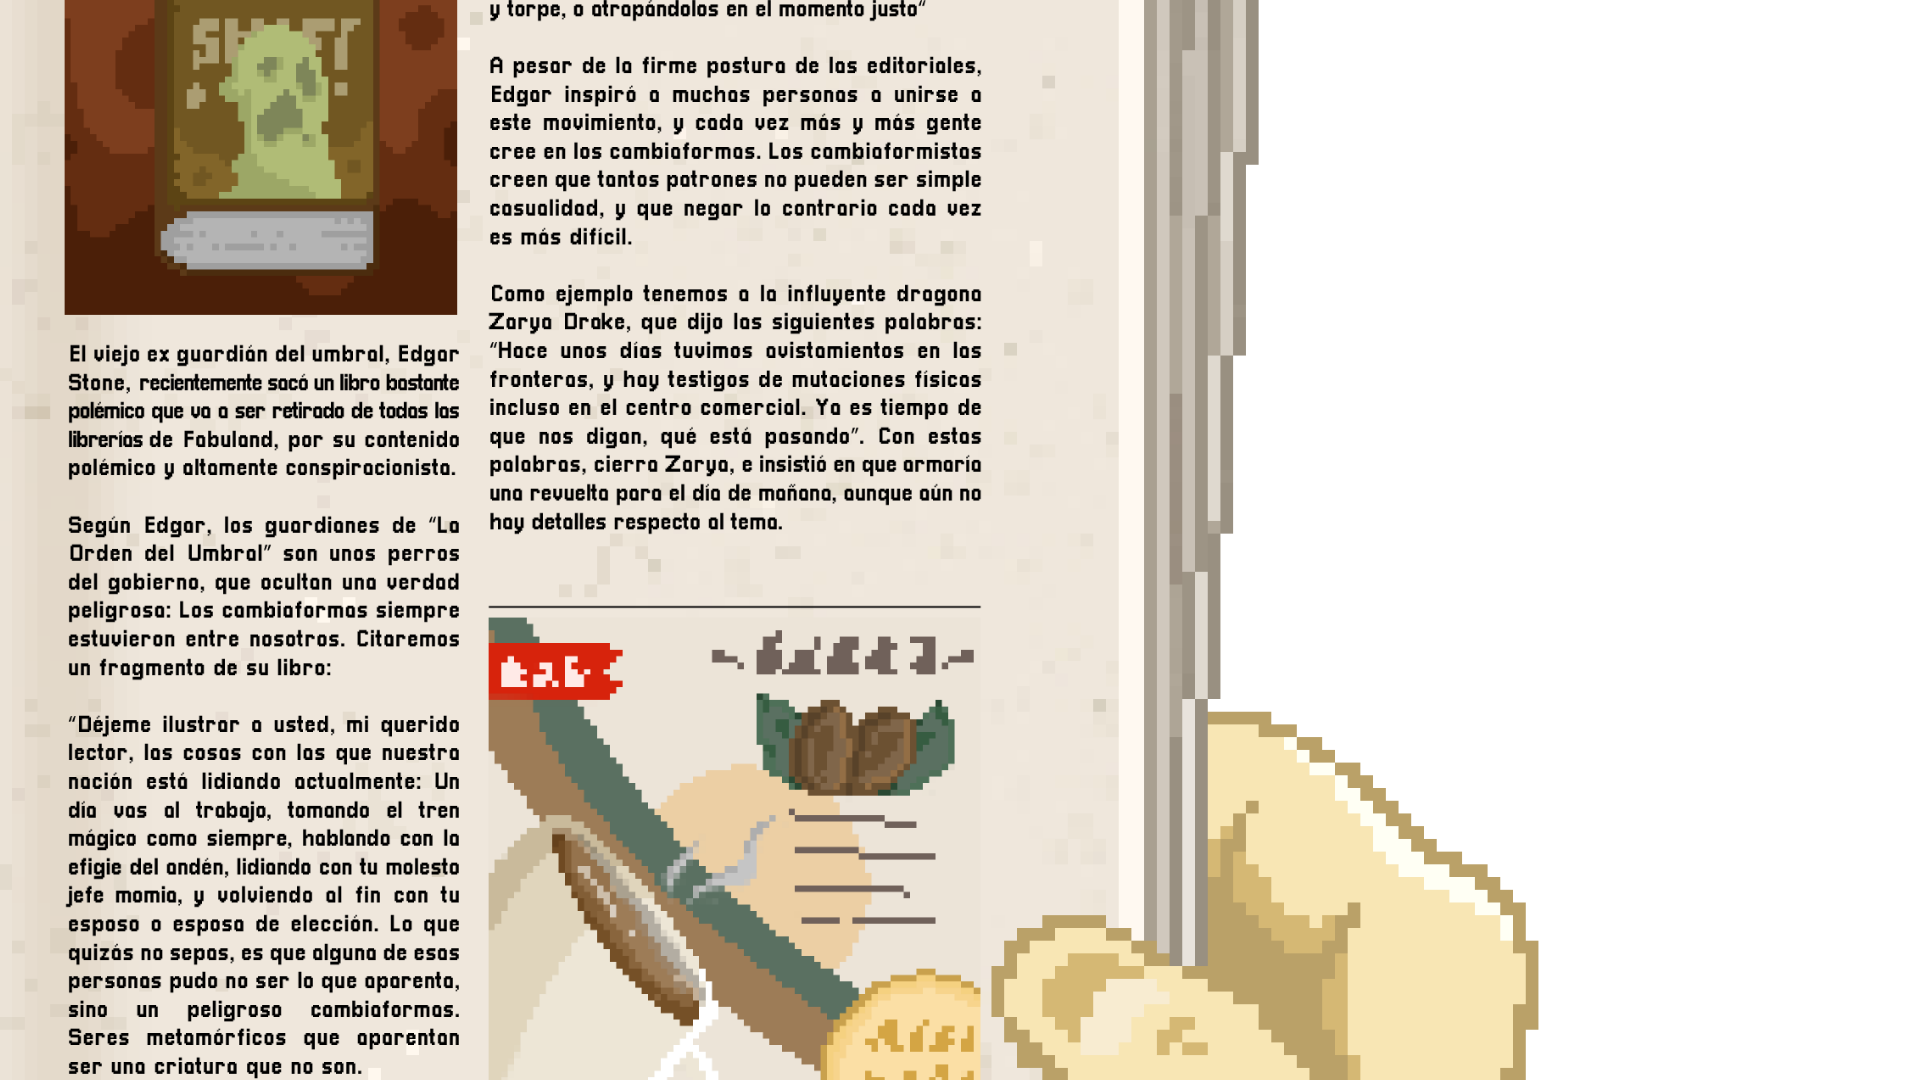 El viejo ex guardián del umbral, Edgar
Stone, recientemente sacó un libro bastante
polémico que va a ser retirado de todas las
librerías de Fabuland, por su contenido
polémico y altamente conspiracionista.
Según Edgar, los guardianes de “La
Orden del Umbral” son unos perros
del gobierno, que ocultan una verdad
peligrosa: Los cambiaformas siempre
estuvieron entre nosotros. Citaremos
un fragmento de su libro:
“Déjeme ilustrar a usted, mi querido
lector, las cosas con las que nuestra
nación está lidiando actualmente: Un
día vas al trabajo, tomando el tren
mágico como siempre, hablando con la
efigie del andén, lidiando con tu molesto
jefe momia, y volviendo al fin con tu
esposo o esposa de elección. Lo que
quizás no sepas, es que alguna de esas
personas pudo no ser lo que aparenta,
sino un peligroso cambiaformas.
Seres metamórficos que aparentan
ser una criatura que no son.
y torpe, o atrapándolos en el momento justo”
A pesar de la firme postura de las editoriales,
Edgar inspiró a muchas personas a unirse a
este movimiento, y cada vez más y más gente
cree en los cambiaformas. Los cambiaformistas
creen que tantos patrones no pueden ser simple
casualidad, y que negar lo contrario cada vez
es más difícil.
Como ejemplo tenemos a la influyente dragona
Zarya Drake, que dijo las siguientes palabras:
“Hace unos días tuvimos avistamientos en las
fronteras, y hay testigos de mutaciones físicas
incluso en el centro comercial. Ya es tiempo de
que nos digan, qué está pasando”. Con estas
palabras, cierra Zarya, e insistió en que armaría
una revuelta para el día de mañana, aunque aún no
hay detalles respecto al tema.